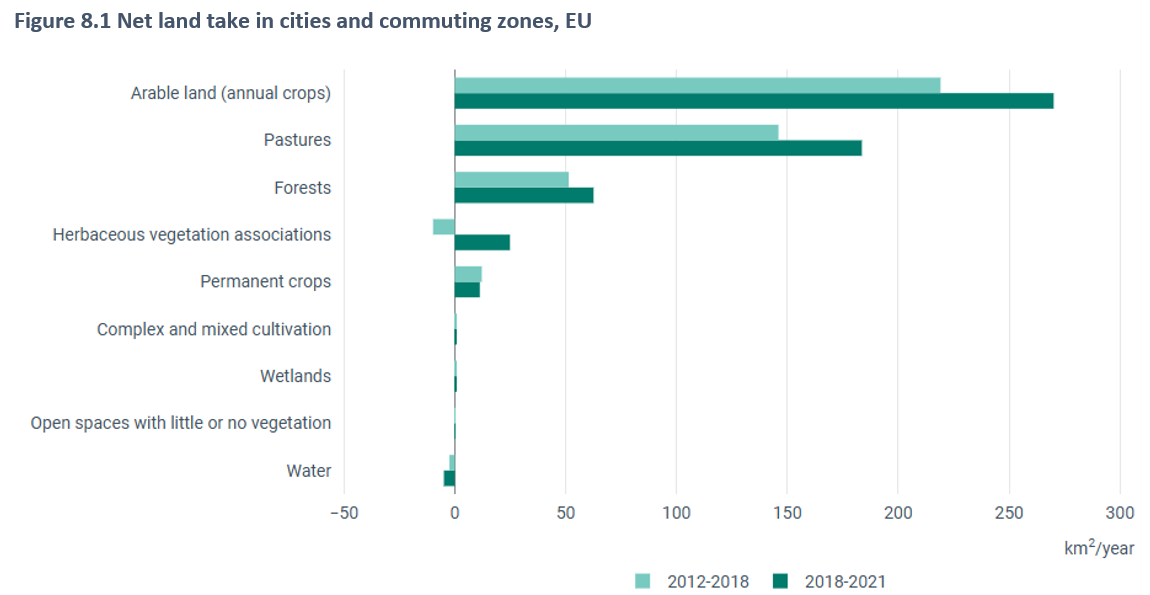 Figure 8.1 Net land take in cities and commuting zones, EU
Arable land (annual crops)
Pastures
Forests
Herbaceous vegetation associations
Permanent crops
Complex and mixed cultivation
Wetlands
Open spaces with little or no vegetation
Water
−50 0 50 100 150 200 250 300
km²/year
2012-2018 2018-2021